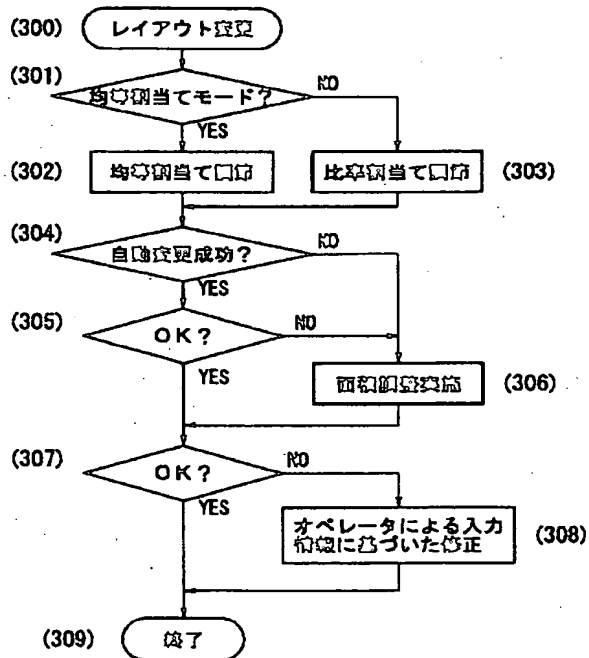 (300)
レイアウト変更
(301)
均等割当てモード?
NO
YES
(302)
均等割当て
比率割当て
(303)
(304)
自動変更成功?
NO
YES
(305)
OK?
NO
YES
面積調整実施
(306)
(307)
OK?
NO
YES
オペレータによる入力
情報に基づいた修正
(308)
(309)
終了